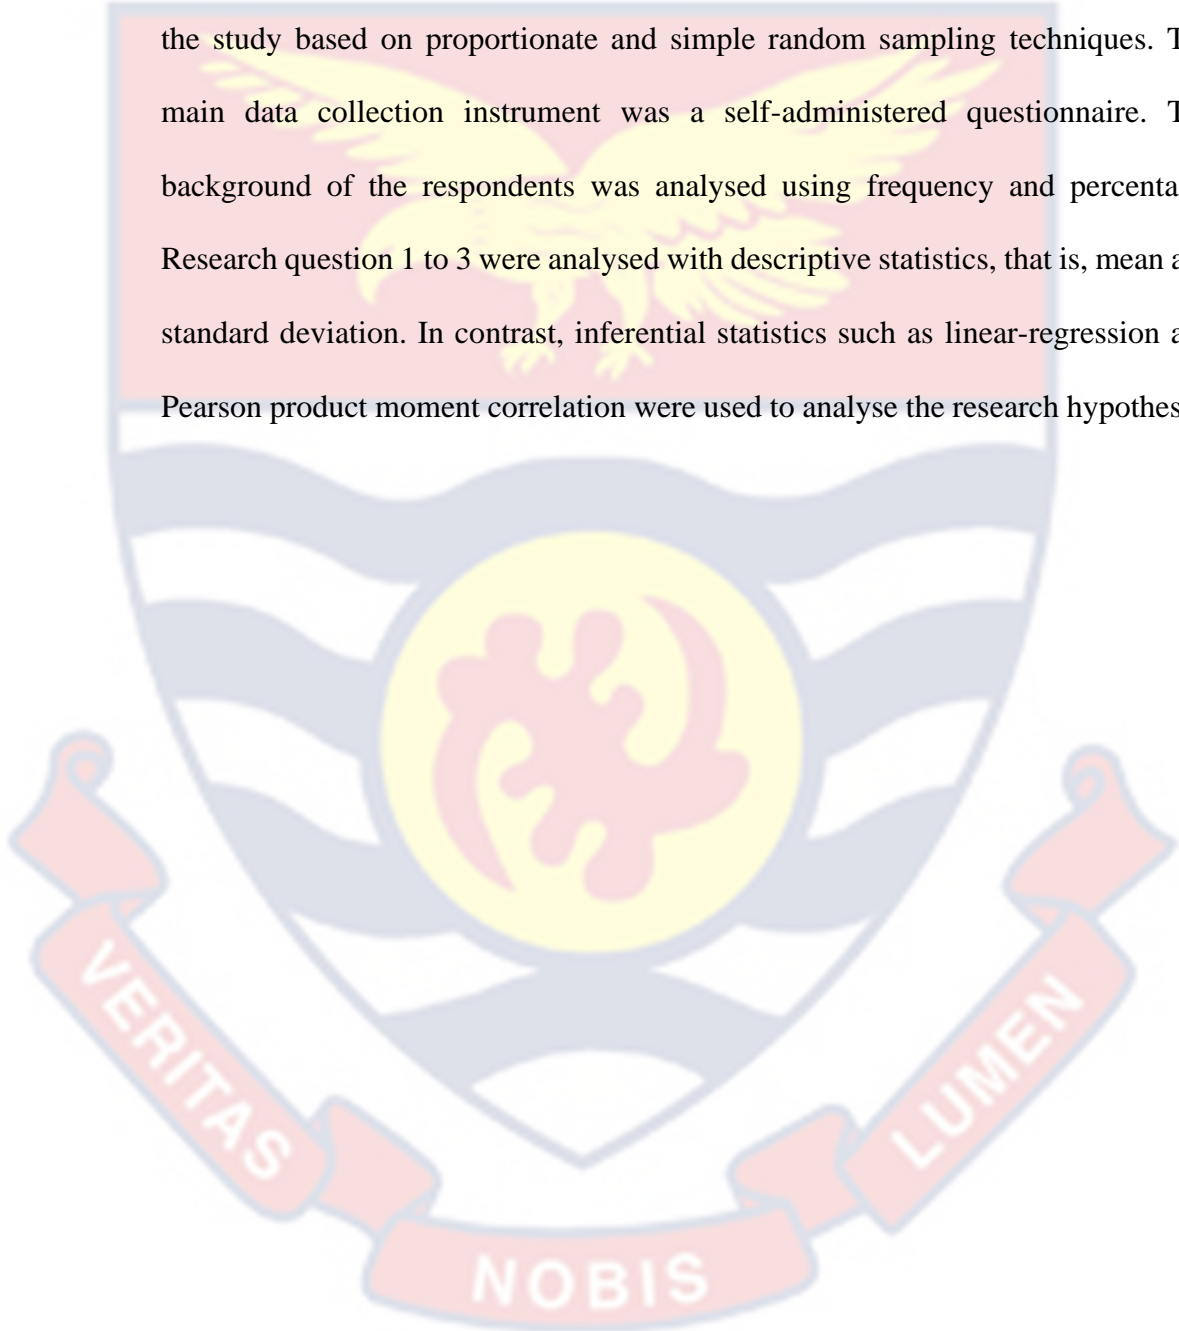 the study based on proportionate and simple random sampling techniques. T
main data collection instrument was a self-administered questionnaire. T
background of the respondents was analysed using frequency and percenta
Research question 1 to 3 were analysed with descriptive statistics, that is, mean a
standard deviation. In contrast, inferential statistics such as linear-regression a
Pearson product moment correlation were used to analyse the research hypothes
VERITAS
NOBIS
LUMEN